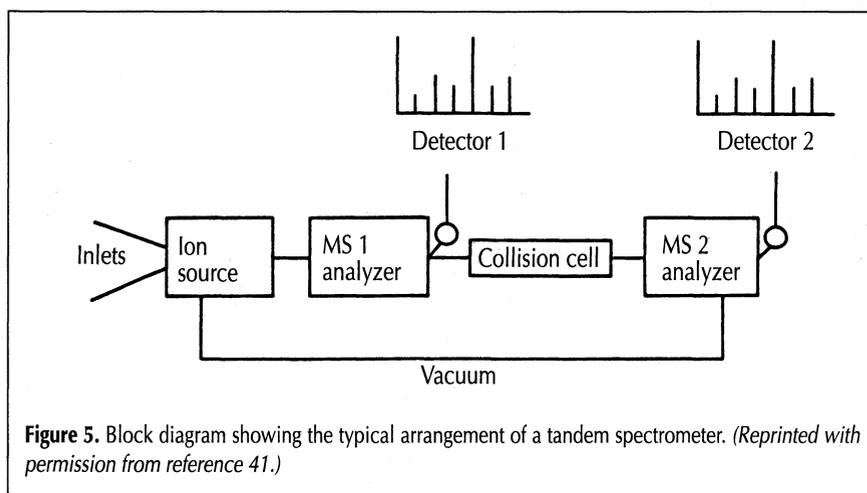 Detector 1
Detector 2
Inlets
Ion
source
MS 1
analyzer
Collision cell
MS 2
analyzer
Vacuum
Figure 5. Block diagram showing the typical arrangement of a tandem spectrometer. (Reprinted with
permission from reference 41.)